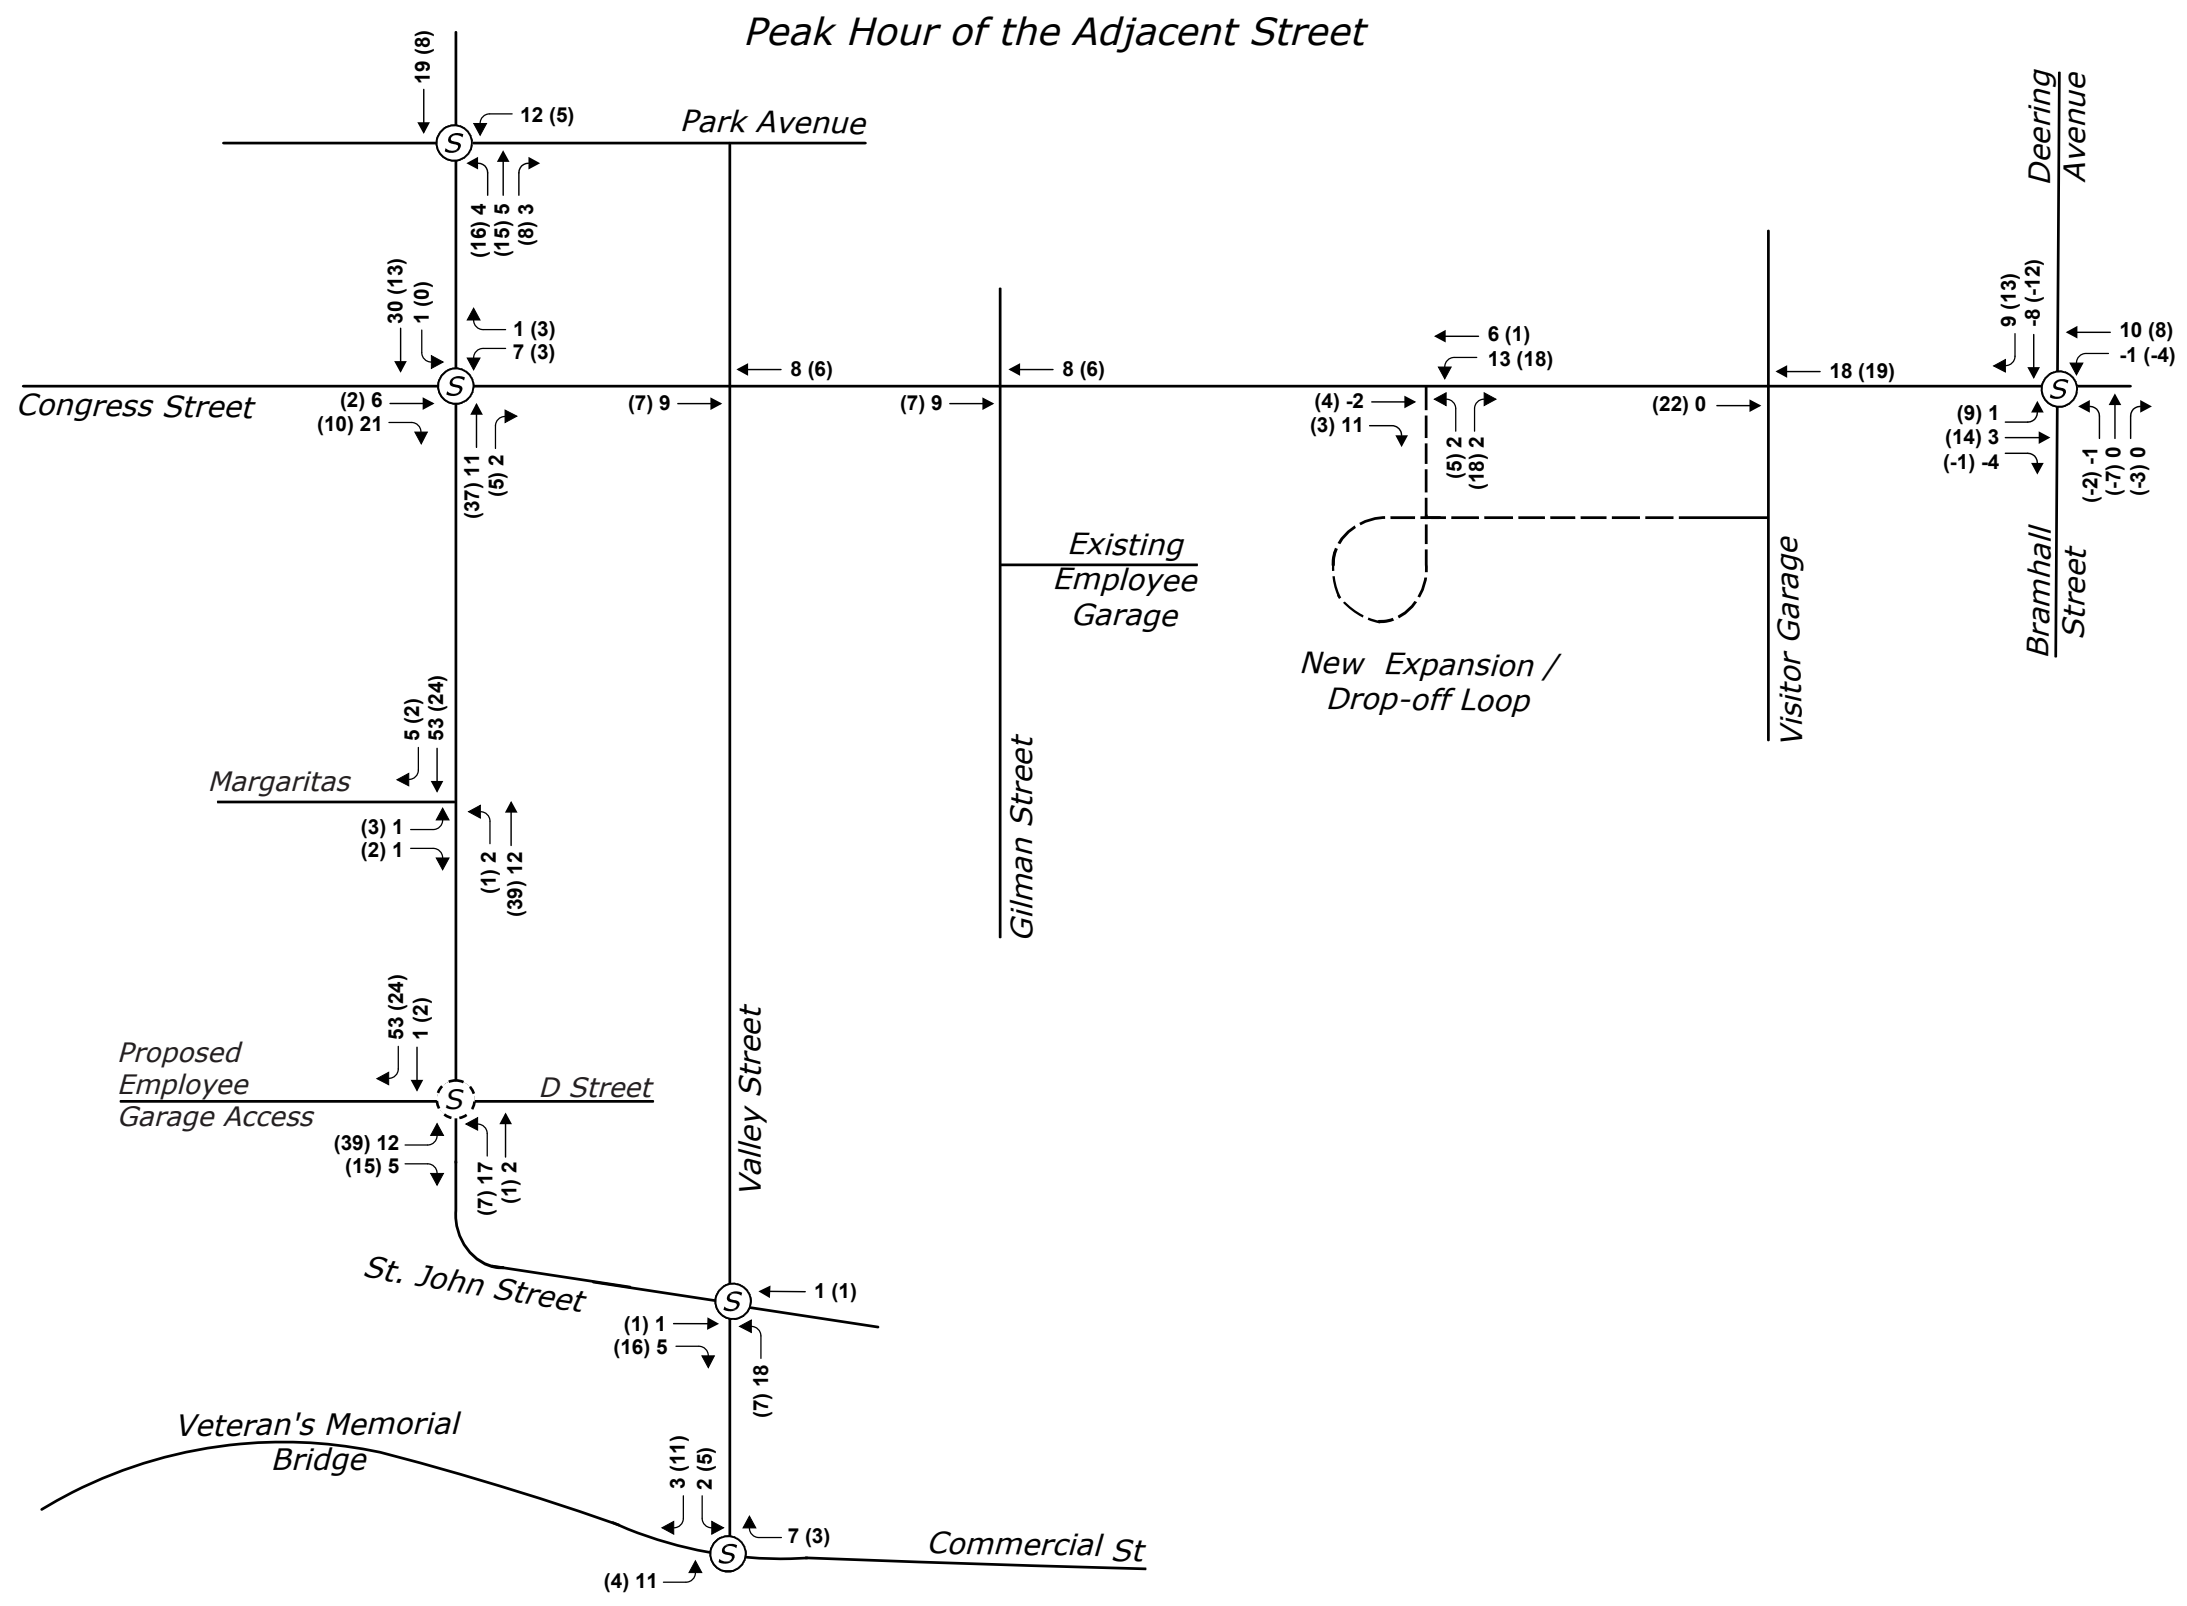 Peak Hour of the Adjacent Street
19 (8)
12 (5)
Park Avenue
S
(16) 4
(15) 5
(8) 3
Deering
Avenue
30 (13)
1 (0)
1 (3)
7 (3)
S
Congress Street
(2) 6
(10) 21
(37) 11
(5) 2
8 (6)
(7) 9
8 (6)
(7) 9
6 (1)
13 (18)
(4) -2
(3) 11
(5) 2
(18) 2
18 (19)
(22) 0
9 (13)
-8 (-12)
10 (8)
-1 (-4)
S
(9) 1
(14) 3
(-1) -4
(-2) -1
(-7) 0
(-3) 0
Bramhall
Street
Existing
Employee
Garage
New Expansion /
Drop-off Loop
Visitor Garage
Gilman Street
5 (2)
53 (24)
Margaritas
(3) 1
(2) 1
(1) 2
(39) 12
53 (24)
1 (2)
Proposed
Employee
Garage Access
S
D Street
(39) 12
(15) 5
(7) 17
(1) 2
Valley Street
St. John Street
S
1 (1)
(1) 1
(16) 5
(7) 18
Veteran's Memorial
Bridge
3 (11)
2 (5)
7 (3)
S
Commercial St
(4) 11